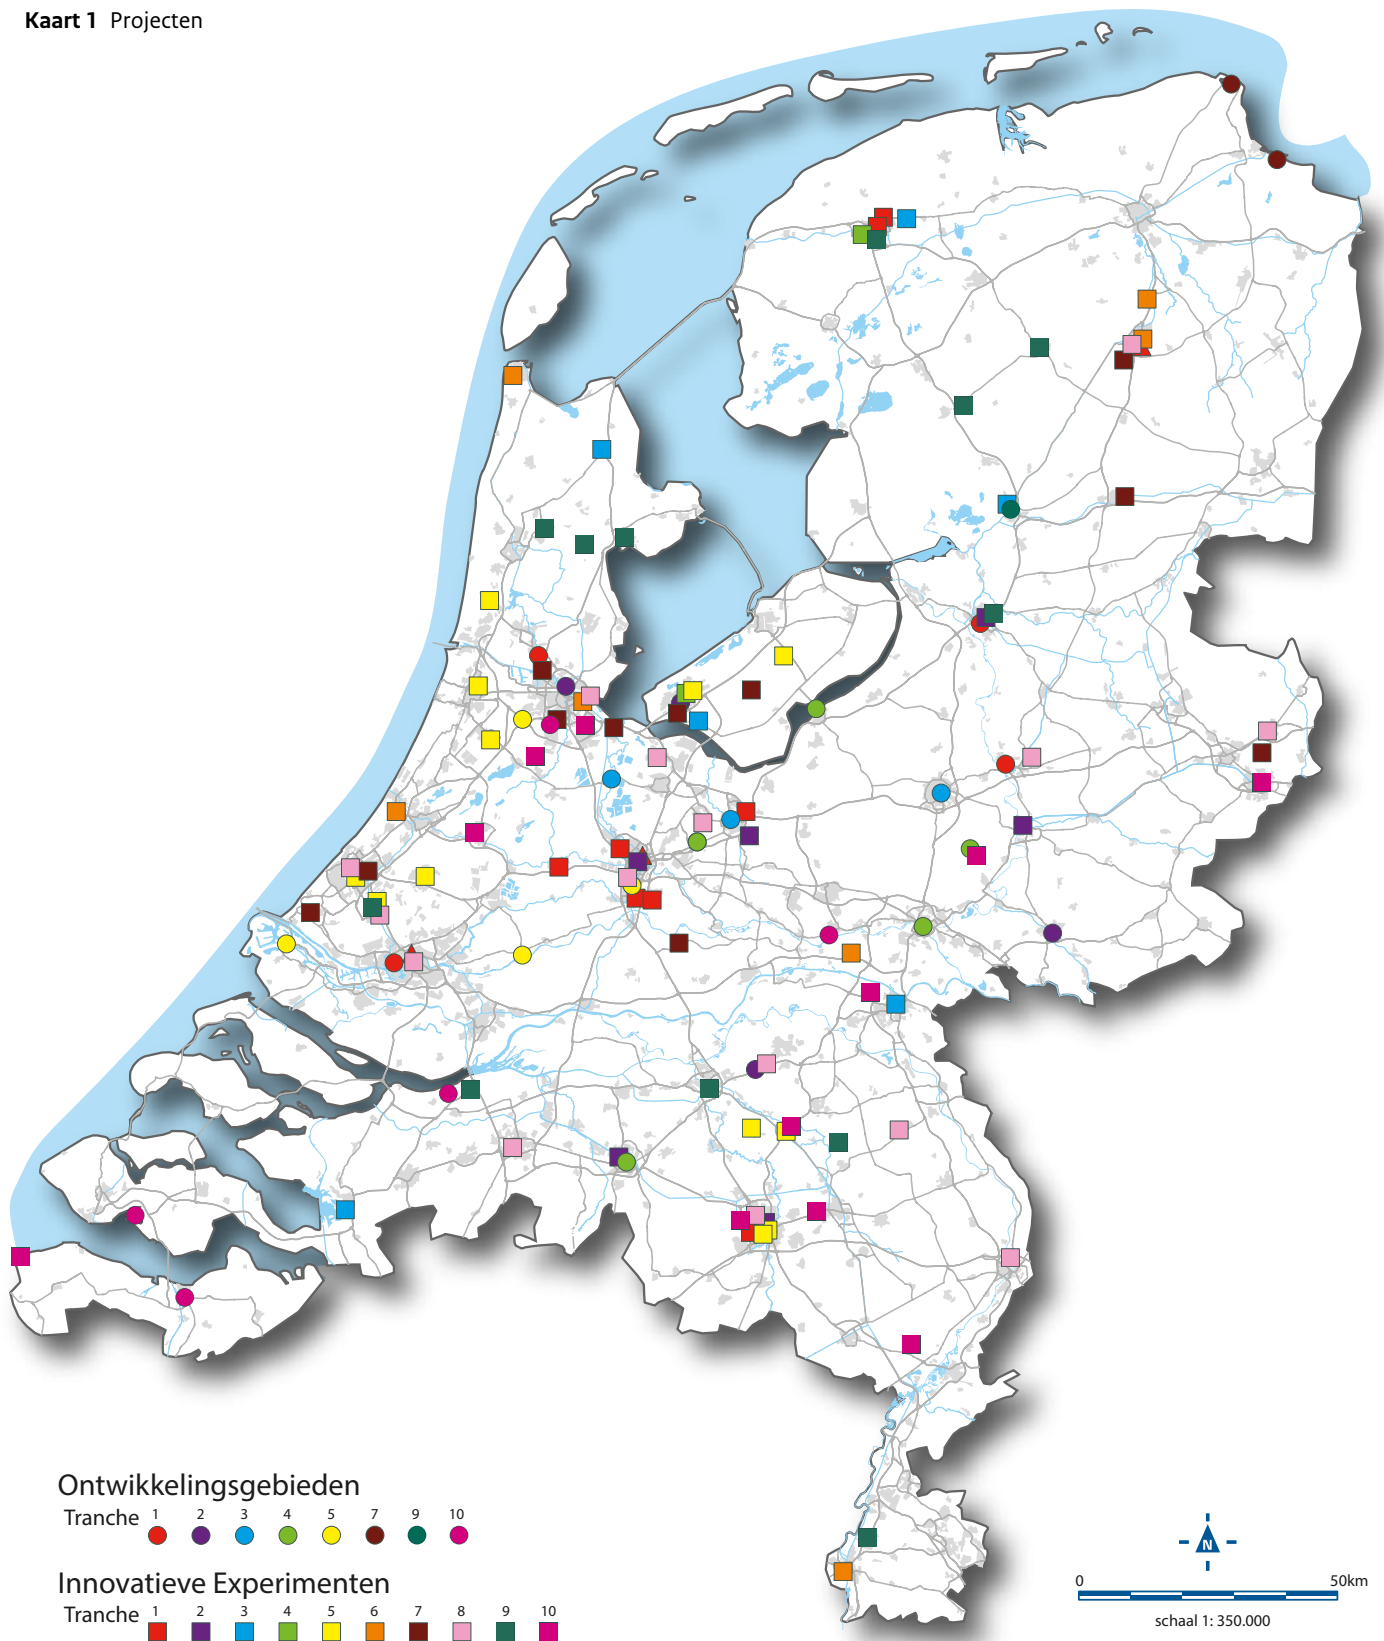 Kaart 1 Projecten
Ontwikkelingsgebieden
Tranche 1 2 3 4 5 7 9 10
Innovatieve Experimenten
Tranche 1 2 3 4 5 6 7 8 9 10
N
0 50km
schaal 1: 350.000